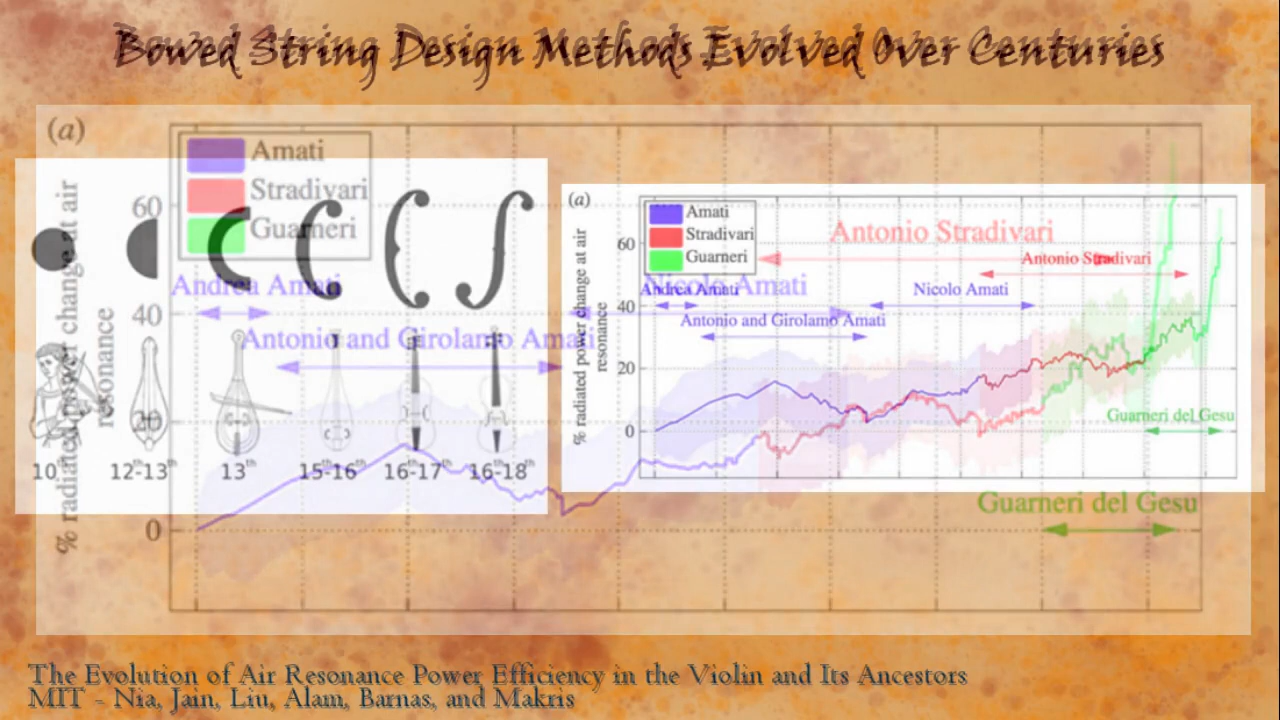 Bowed String Design Methods Evolved Over Centuries
(a)
Amati
Stradivari
Guarneri
% radiated power change at air
resonance
60
40
20
0
Andrea Amati
Antonio and Girolamo Amati
Nicolo Amati
Antonio Stradivari
Guarneri del Gesu
10
12-13th
13th
15-16th
16-17th
16-18th
(a)
Amati
Stradivari
Guarneri
% radiated power change at air
resonance
60
40
20
0
Antonio Stradivari
Andrea Amati
Nicolo Amati
Antonio and Girolamo Amati
Guarneri del Gesu
The Evolution of Air Resonance Power Efficiency in the Violin and Its Ancestors
MIT - Nia, Jain, Liu, Alam, Barnas, and Makris